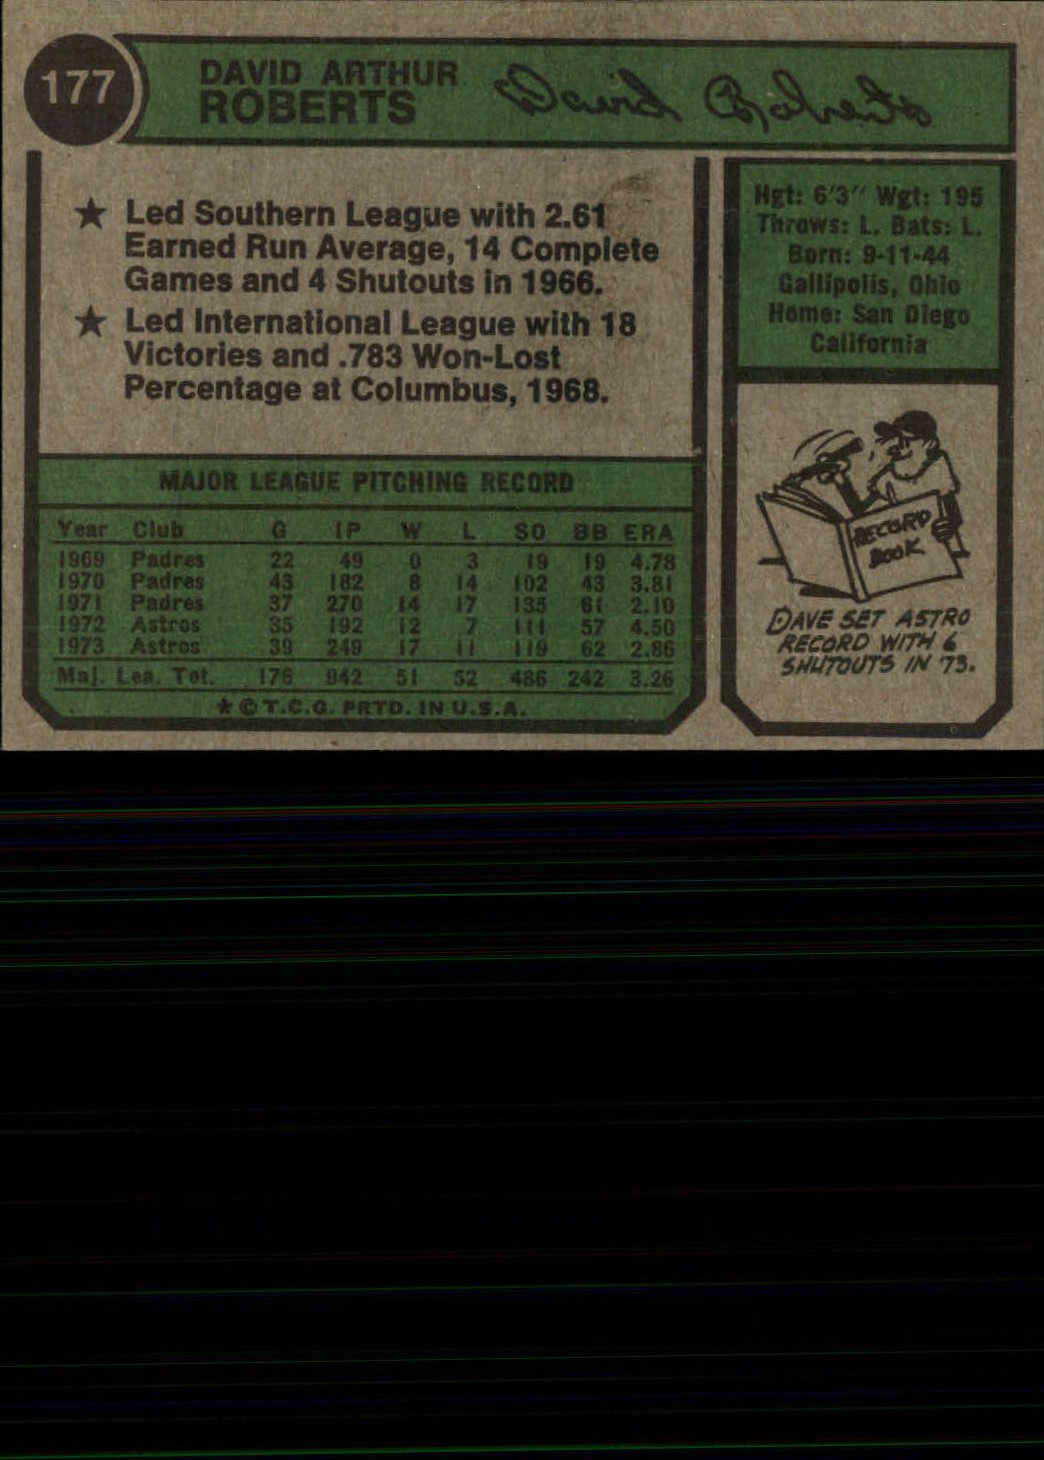 177
DAVID ARTHUR
ROBERTS
David Roberts
★ Led Southern League with 2.61
Earned Run Average, 14 Complete
Games and 4 Shutouts in 1966.
★ Led International League with 18
Victories and .783 Won-Lost
Percentage at Columbus, 1968.
Hgt: 6'3" Wgt: 195
Throws: L. Bats: L.
Born: 9-11-44
Gallipolis, Ohio
Home: San Diego
California
MAJOR LEAGUE PITCHING RECORD
Year Club G IP W L SO BB ERA
1969 Padres 22 49 0 3 19 19 4.78
1970 Padres 43 182 8 14 102 43 3.81
1971 Padres 37 270 14 17 135 61 2.10
1972 Astros 35 192 12 7 111 57 4.50
1973 Astros 39 249 17 11 119 62 2.86
Maj. Lea. Tot. 176 942 51 52 486 242 3.26
★ © T.C.G. PRTD. IN U.S.A.
RECORD
BOOK
DAVE SET ASTRO
RECORD WITH 6
SHUTOUTS IN '73.